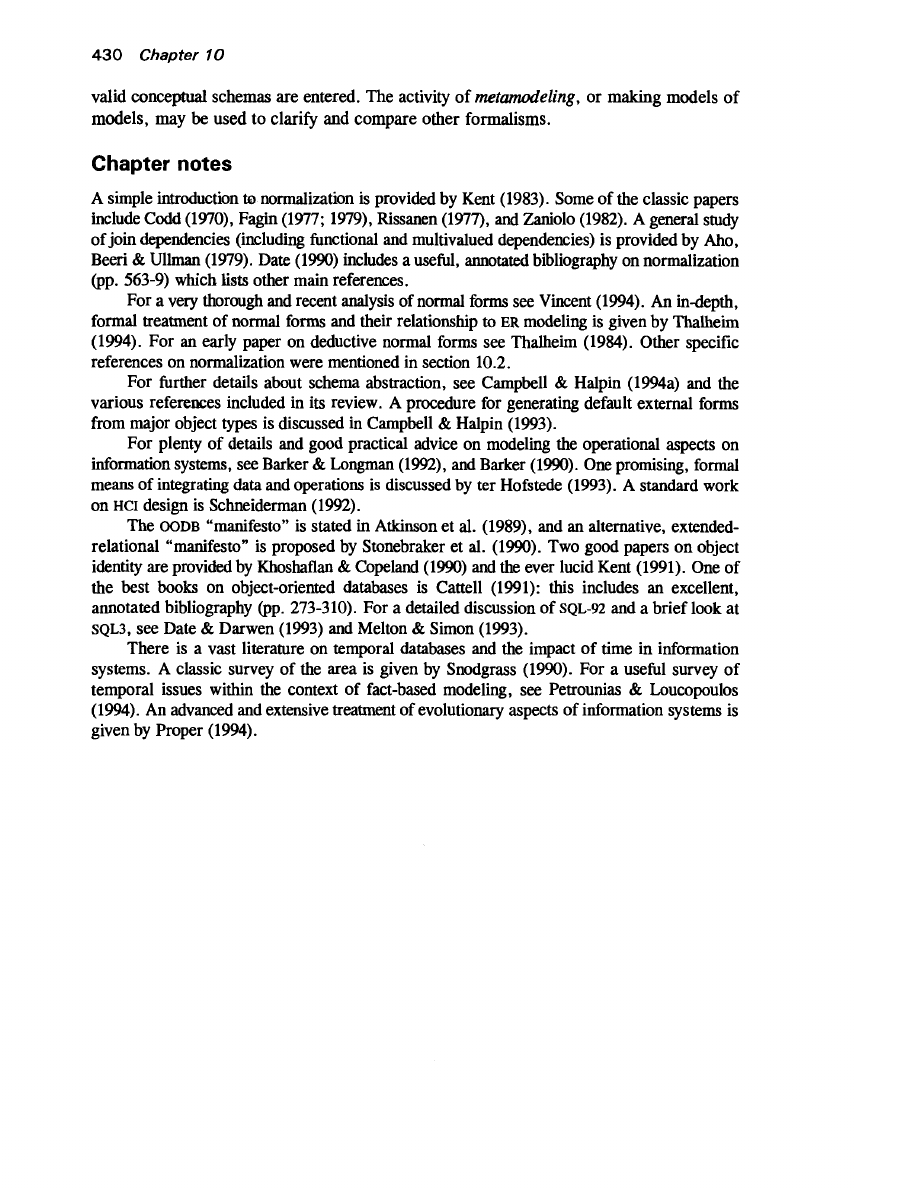 430 Chapter 10
valid conceptual schemas are entered. The activity of metamodeling, or making models of
models, may be used to clarify and compare other formalisms.
Chapter notes
A simple introduction to normalization is provided by Kent (1983). Some of the classic papers
include Codd (1970), Fagin (1977; 1979), Rissanen (1977), and Zaniolo (1982). A general study
of join dependencies (including functional and multivalued dependencies) is provided by Aho,
Beeri & Ullman (1979). Date (1990) includes a useful, annotated bibliography on normalization
(pp. 563-9) which lists other main references.
For a very thorough and recent analysis of normal forms see Vincent (1994). An in-depth,
formal treatment of normal forms and their relationship to ER modeling is given by Thalheim
(1994). For an early paper on deductive normal forms see Thalheim (1984). Other specific
references on normalization were mentioned in section 10.2.
For further details about schema abstraction, see Campbell & Halpin (1994a) and the
various references included in its review. A procedure for generating default external forms
from major object types is discussed in Campbell & Halpin (1993).
For plenty of details and good practical advice on modeling the operational aspects on
information systems, see Barker & Longman (1992), and Barker (1990). One promising, formal
means of integrating data and operations is discussed by ter Hofstede (1993). A standard work
on HCI design is Schneiderman (1992).
The OODB “manifesto” is stated in Atkinson et al. (1989), and an alternative, extended-
relational “manifesto” is proposed by Stonebraker et al. (1990). Two good papers on object
identity are provided by Khoshaflan & Copeland (1990) and the ever lucid Kent (1991). One of
the best books on object-oriented databases is Cattell (1991): this includes an excellent,
annotated bibliography (pp. 273-310). For a detailed discussion of SQL-92 and a brief look at
SQL3, see Date & Darwen (1993) and Melton & Simon (1993).
There is a vast literature on temporal databases and the impact of time in information
systems. A classic survey of the area is given by Snodgrass (1990). For a useful survey of
temporal issues within the context of fact-based modeling, see Petrounias & Loucopoulos
(1994). An advanced and extensive treatment of evolutionary aspects of information systems is
given by Proper (1994).